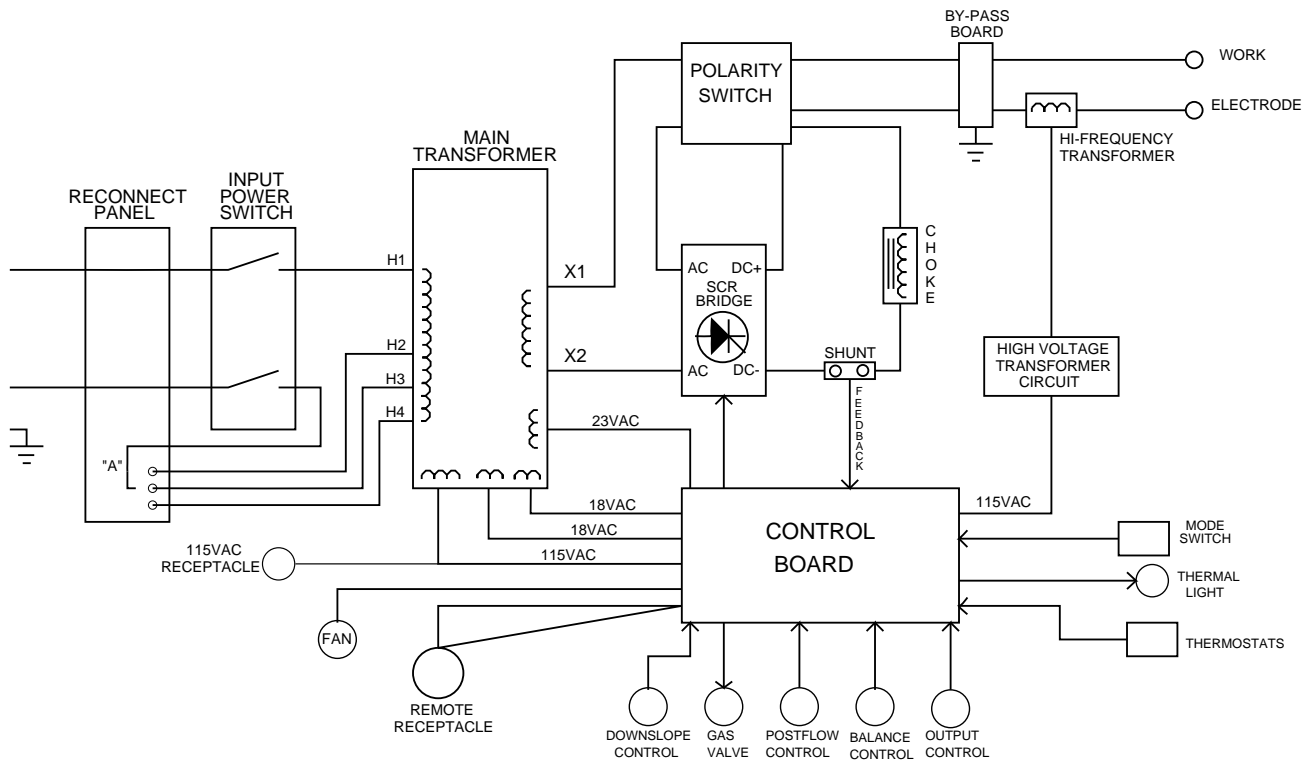 BY-PASS
BOARD
WORK
POLARITY
SWITCH
ELECTRODE
HI-FREQUENCY
TRANSFORMER
MAIN
TRANSFORMER
INPUT
POWER
SWITCH
RECONNECT
PANEL
H1
H2
H3
H4
"A"
X1
X2
AC DC+
SCR
BRIDGE
AC DC-
CHOKE
SHUNT
FEEDBACK
HIGH VOLTAGE
TRANSFORMER
CIRCUIT
23VAC
18VAC
18VAC
115VAC
115VAC
RECEPTACLE
CONTROL
BOARD
115VAC
MODE
SWITCH
THERMAL
LIGHT
THERMOSTATS
FAN
REMOTE
RECEPTACLE
DOWNSLOPE
CONTROL
GAS
VALVE
POSTFLOW
CONTROL
BALANCE
CONTROL
OUTPUT
CONTROL